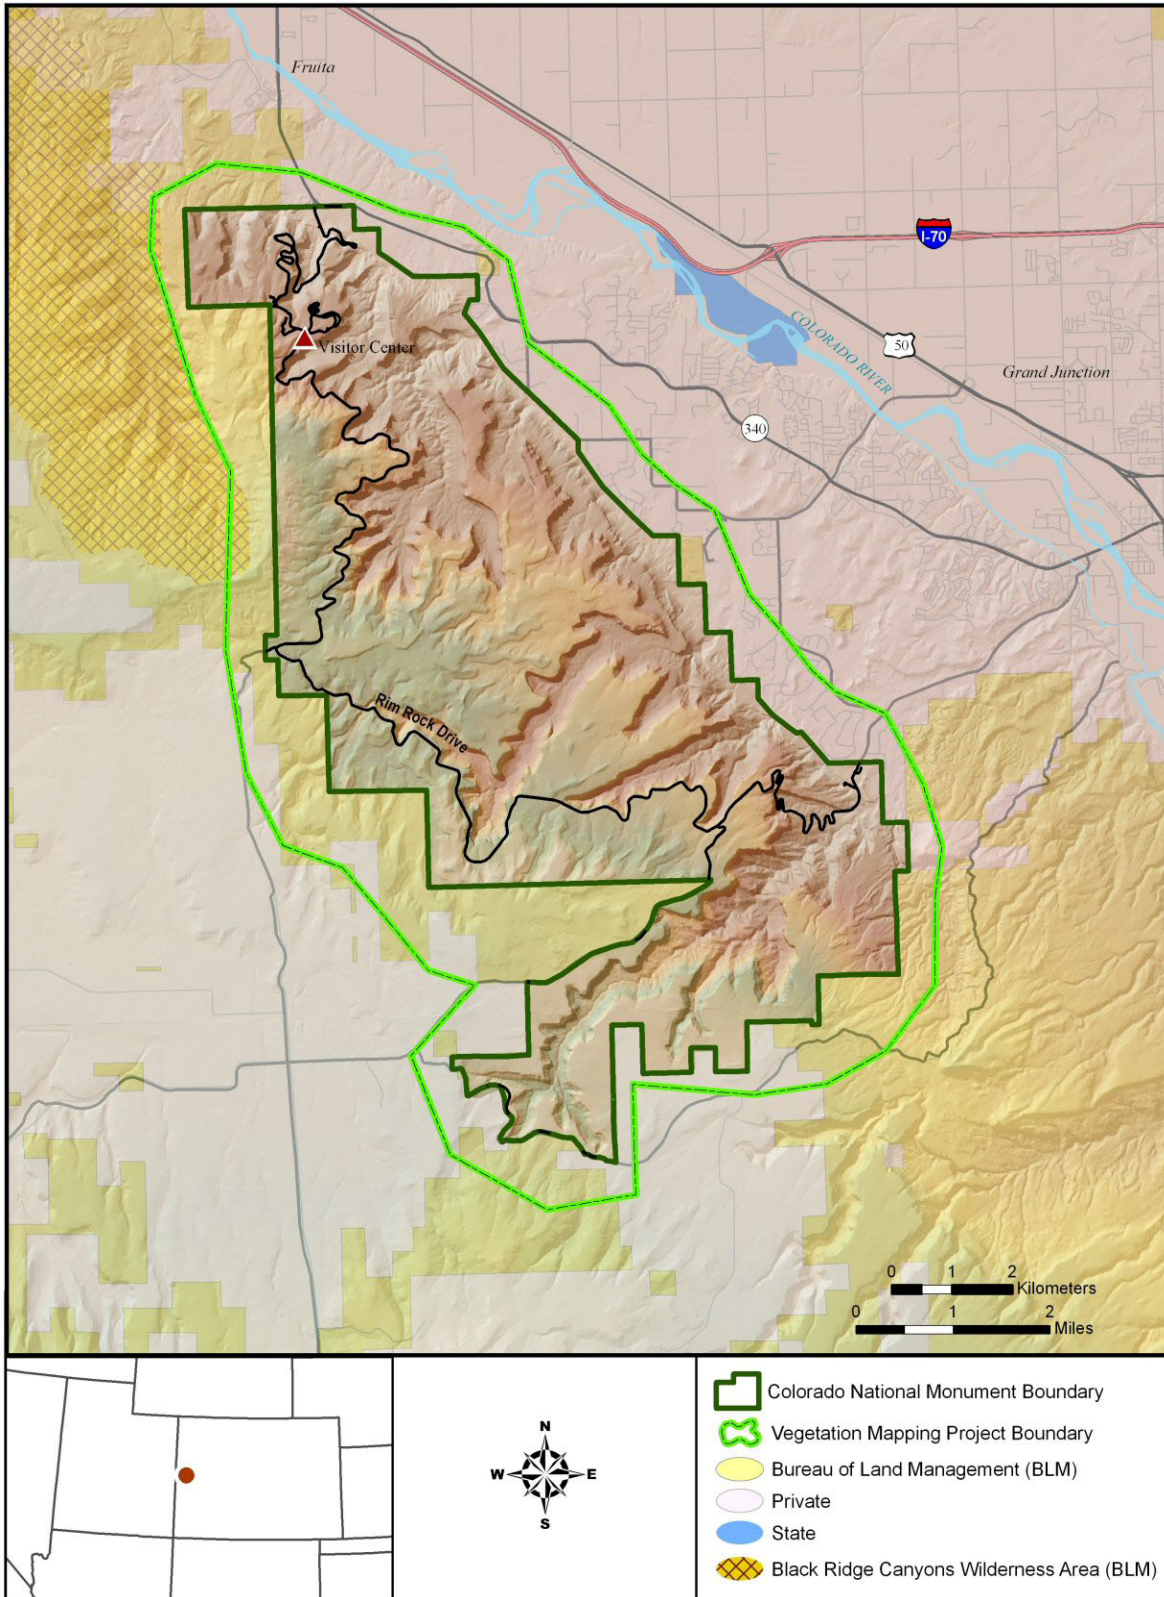 Fruita
I-70
COLORADO RIVER
50
Visitor Center
Grand Junction
340
Rim Rock Drive
0 1 2
Kilometers
0 1 2
Miles
N
W E
S
Colorado National Monument Boundary
Vegetation Mapping Project Boundary
Bureau of Land Management (BLM)
Private
State
Black Ridge Canyons Wilderness Area (BLM)